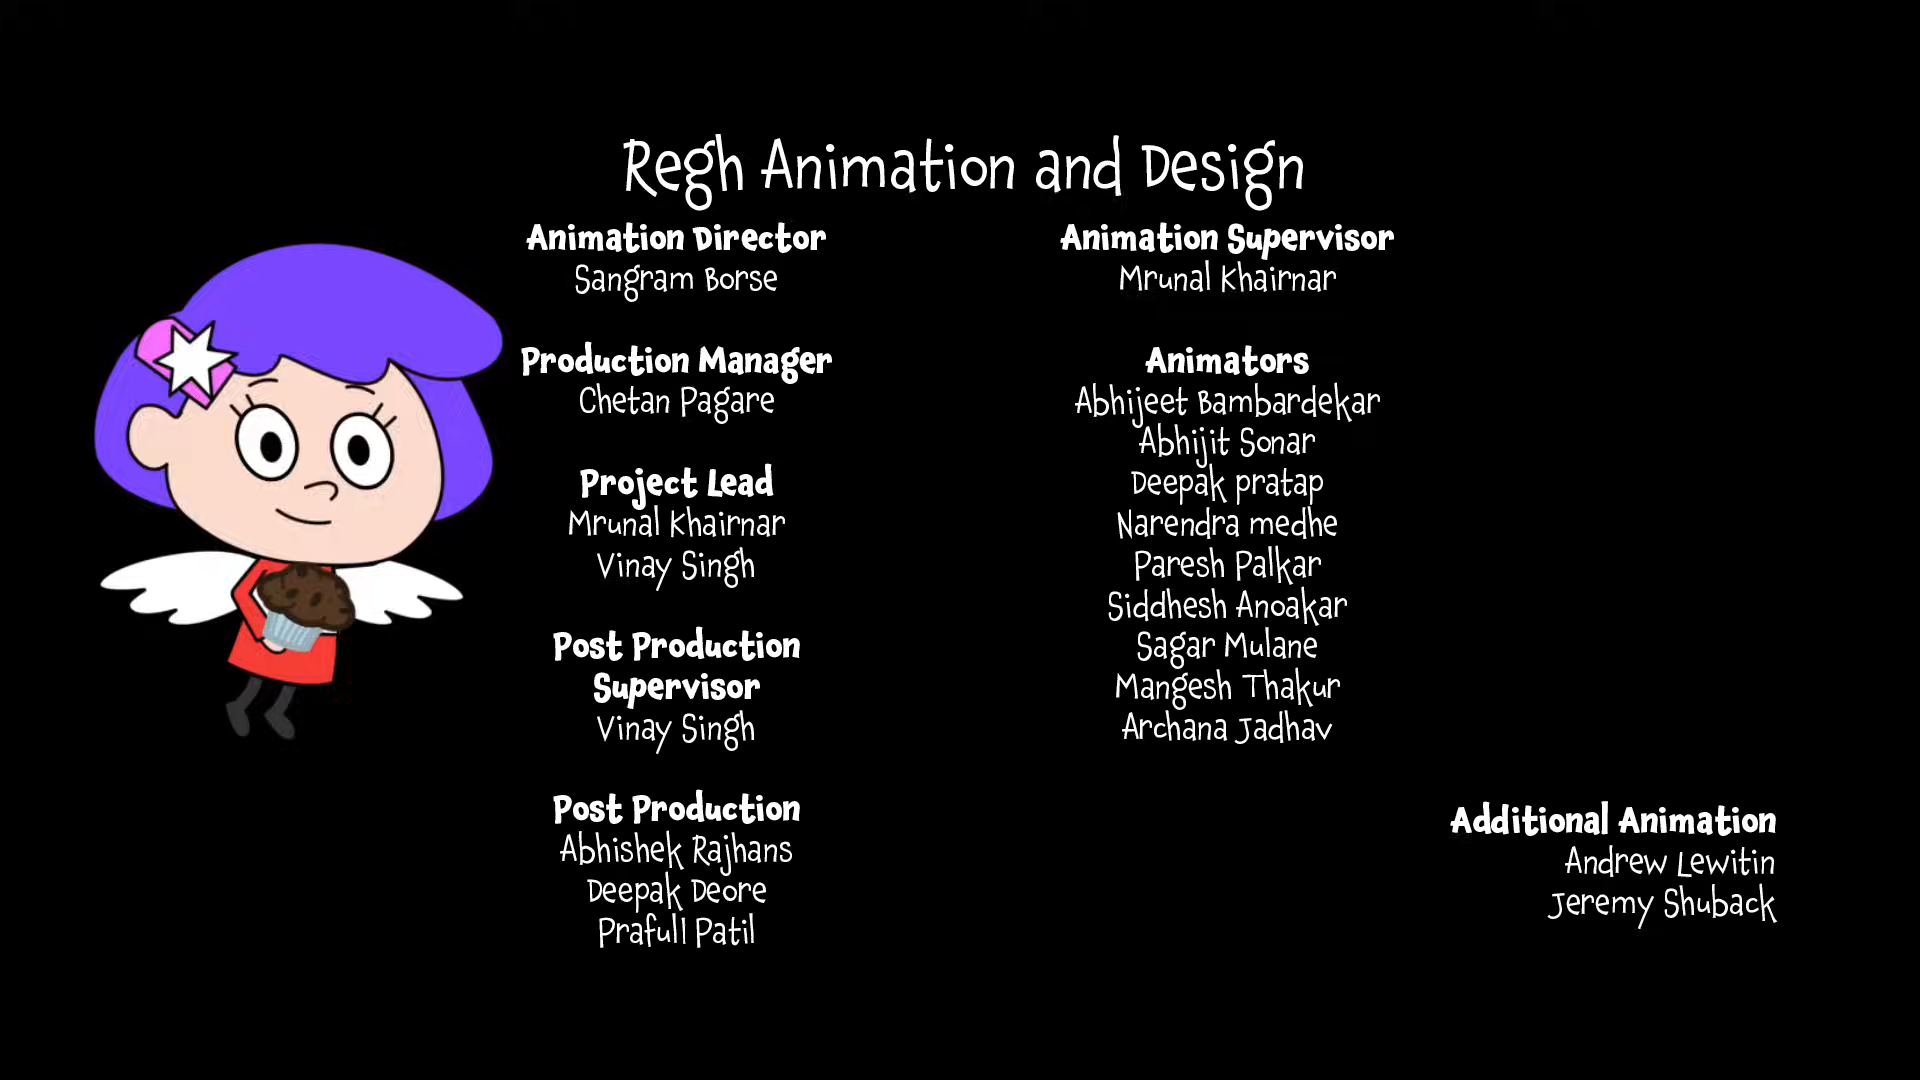 Regh Animation and Design
Animation Director
Sangram Borse
Production Manager
Chetan Pagare
Project Lead
Mrunal Khairnar
Vinay Singh
Post Production
Supervisor
Vinay Singh
Post Production
Abhishek Rajhans
Deepak Deore
Prafull Patil
Animation Supervisor
Mrunal Khairnar
Animators
Abhijeet Bambardekar
Abhijit Sonar
Deepak pratap
Narendra medhe
Paresh Palkar
Siddhesh Anoakar
Sagar Mulane
Mangesh Thakur
Archana Jadhav
Additional Animation
Andrew Lewitin
Jeremy Shuback